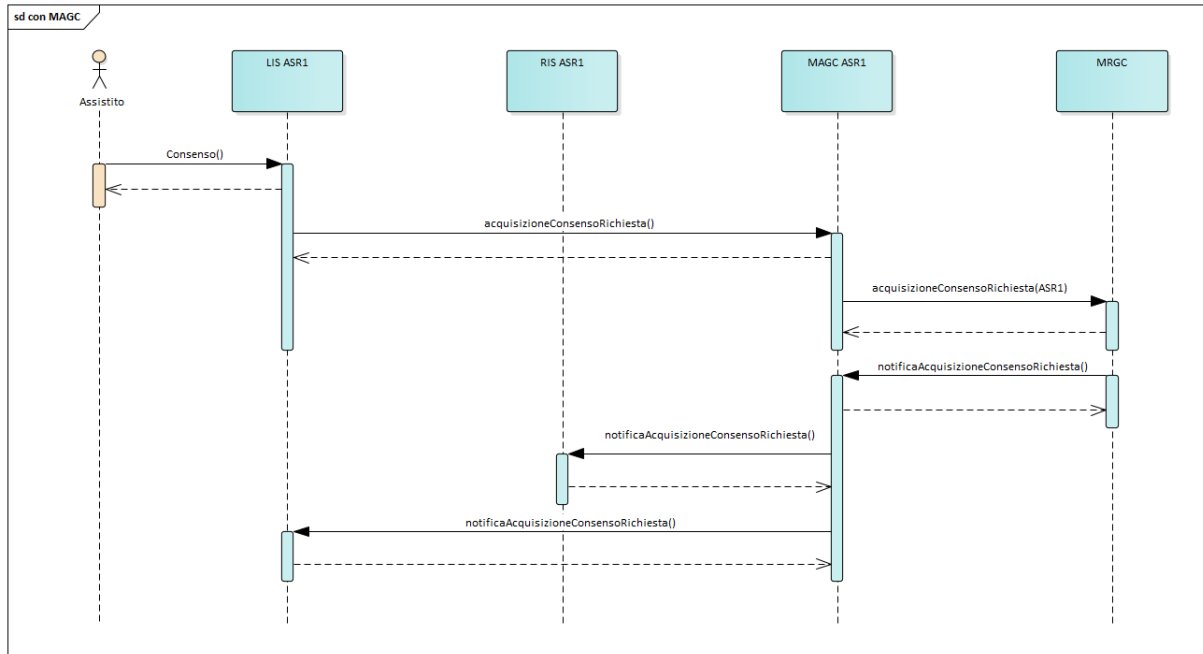 sd con MAGC
LIS ASR1
RIS ASR1
MAGC ASR1
MRGC
Assistito
Consenso()
acquisizioneConsensoRichiesta()
acquisizioneConsensoRichiesta(ASR1)
notificaAcquisizioneConsensoRichiesta()
notificaAcquisizioneConsensoRichiesta()
notificaAcquisizioneConsensoRichiesta()